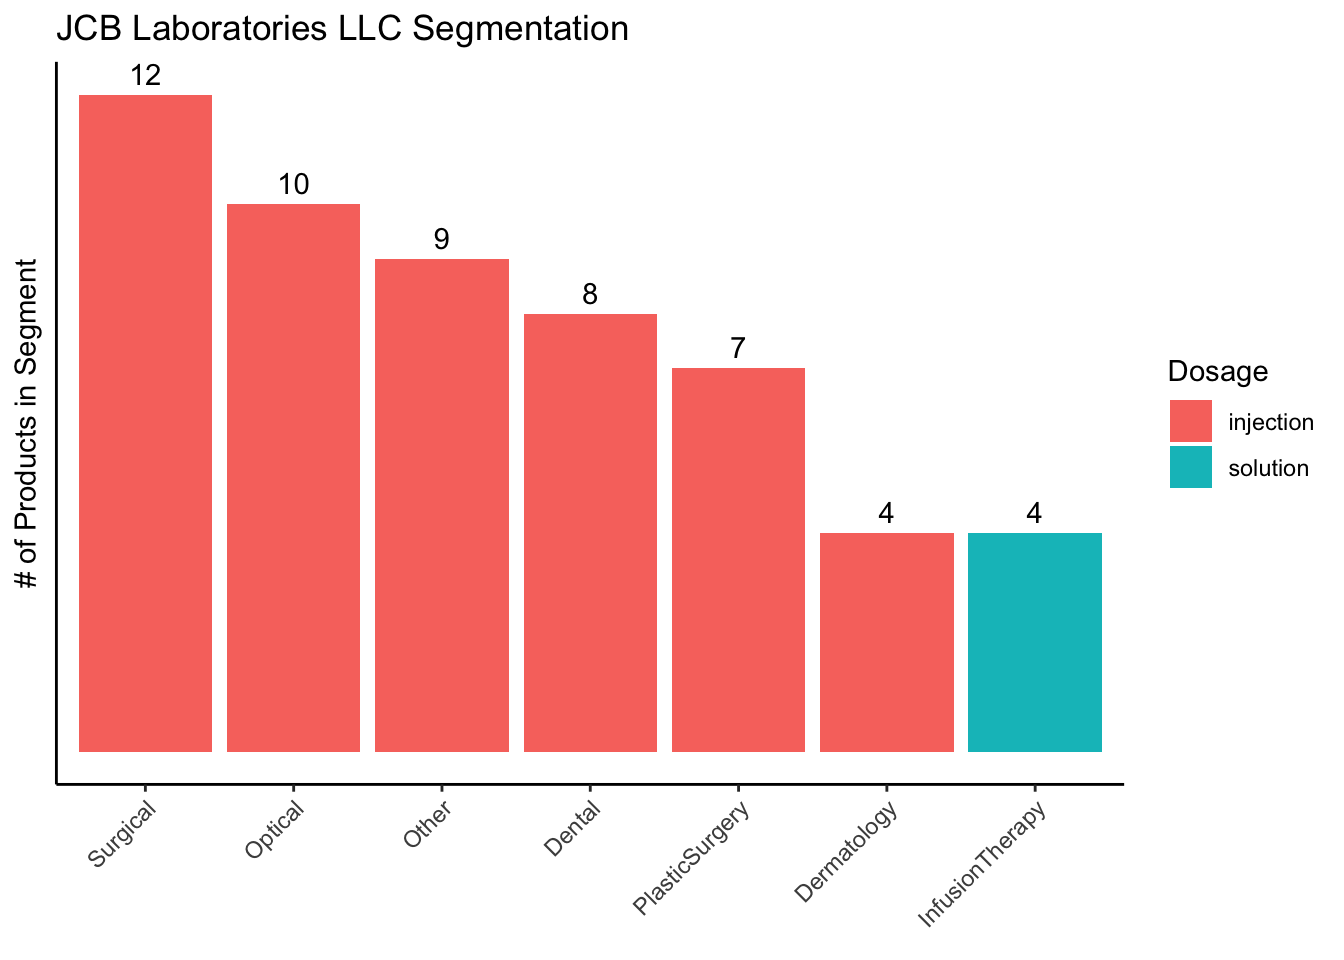 JCB Laboratories LLC Segmentation
12
10
9
8
7
4
4
# of Products in Segment
Dosage
injection
solution
Surgical
Optical
Other
Dental
PlasticSurgery
Dermatology
InfusionTherapy